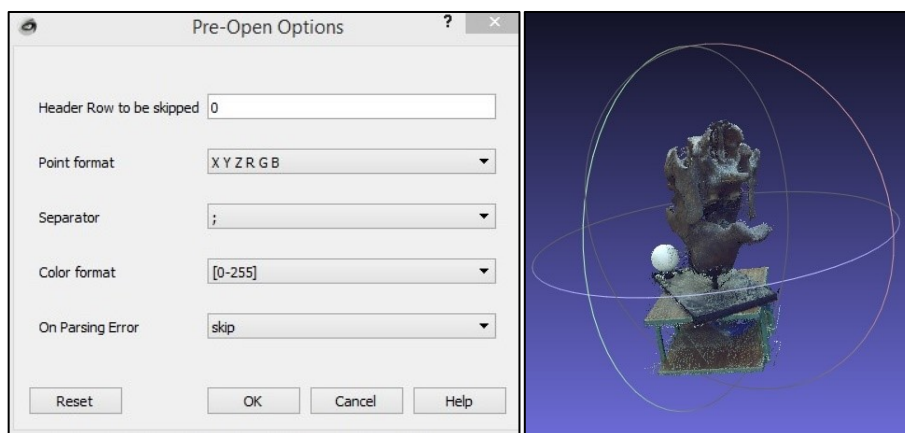 Pre-Open Options
?
×
Header Row to be skipped 0
Point format X Y Z R G B
Separator ;
Color format [0-255]
On Parsing Error skip
Reset OK Cancel Help